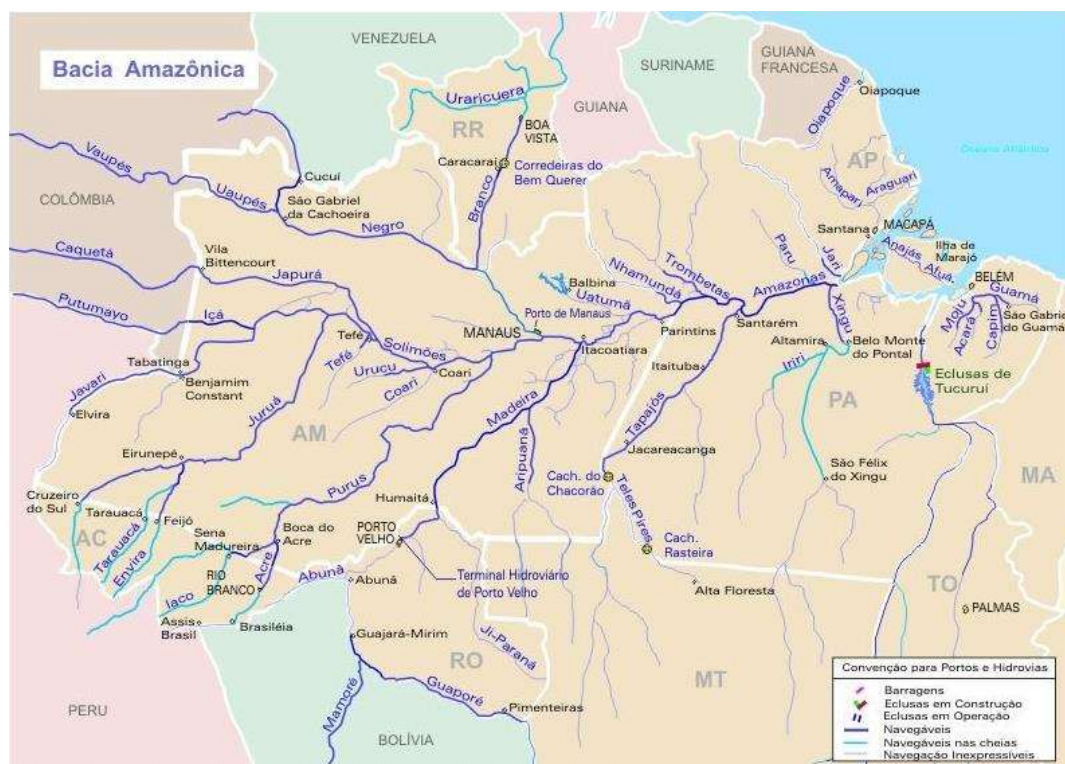 Bacia Amazônica
VENEZUELA
SURINAME
GUIANA
FRANCESA
GUIANA
Oiapoque
Oiapoque
Uraricuera
RR
BOA
VISTA
AP
Oceano Atlântico
Vaupés
Cucuí
Caracaraí
Corredeiras do
Bem Querer
Branco
Amapari
Araguari
COLÔMBIA
Uaupés
São Gabriel
da Cachoeira
Negro
Santana
MACAPÁ
Caquetá
Vila
Bittencourt
Japurá
Balbina
Nhamundá
Trombetas
Paru
Jari
Anajás
Afuá
Ilha de
Marajó
BELÉM
Putumayo
Içá
Uatumã
Amazonas
Xingu
Moju
Acará
Guamá
Capim
São Gabriel
do Guamá
MANAUS
Porto de Manaus
Parintins
Santarém
Tefé
Tefé
Solimões
Itacoatiara
Altamira
Belo Monte
do Pontal
Tabatinga
Urucu
Coari
Coari
Itaituba
Iriri
Eclusas de
Tucuruí
Javari
Benjamim
Constant
Elvira
Juruá
AM
Madeira
Aripuanã
Tapajós
PA
Eirunepé
Jacareacanga
Purus
Cach. do
Chacorão
São Félix
do Xingu
MA
Cruzeiro
do Sul
Humaitá
Teles Pires
AC
Tarauacá
Tarauacá
Envira
Feijó
Sena
Madureira
Boca do
Acre
PORTO
VELHO
Cach.
Rasteira
Iaco
RIO
BRANCO
Acre
Abunã
Abunã
Terminal Hidroviário
de Porto Velho
Alta Floresta
TO
PALMAS
Assis
Brasil
Brasiléia
Guajará-Mirim
Ji-Paraná
RO
MT
Mamoré
Guaporé
Pimenteiras
PERU
BOLÍVIA
Convenção para Portos e Hidrovias
Barragens
Eclusas em Construção
Eclusas em Operação
Navegáveis
Navegáveis nas cheias
Navegação Inexpressíveis